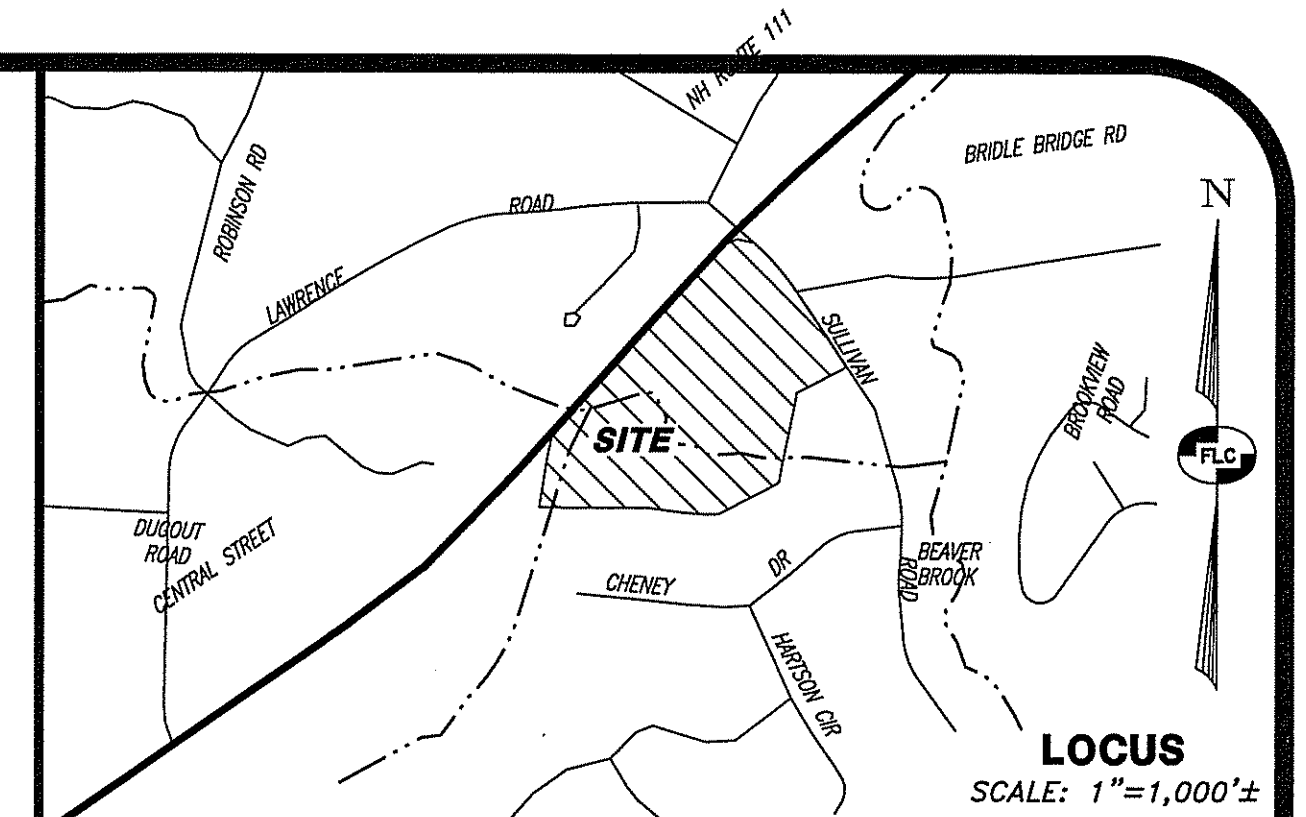 NH ROUTE 111
BRIDLE BRIDGE RD
ROBINSON RD
N
ROAD
LAWRENCE
SULLIVAN
BROOKVIEW
ROAD
SITE
FLC
DUGOUT
ROAD
CENTRAL STREET
BEAVER
BROOK
ROAD
DR
CHENEY
HARTSON CIR
LOCUS
SCALE: 1"=1,000'±